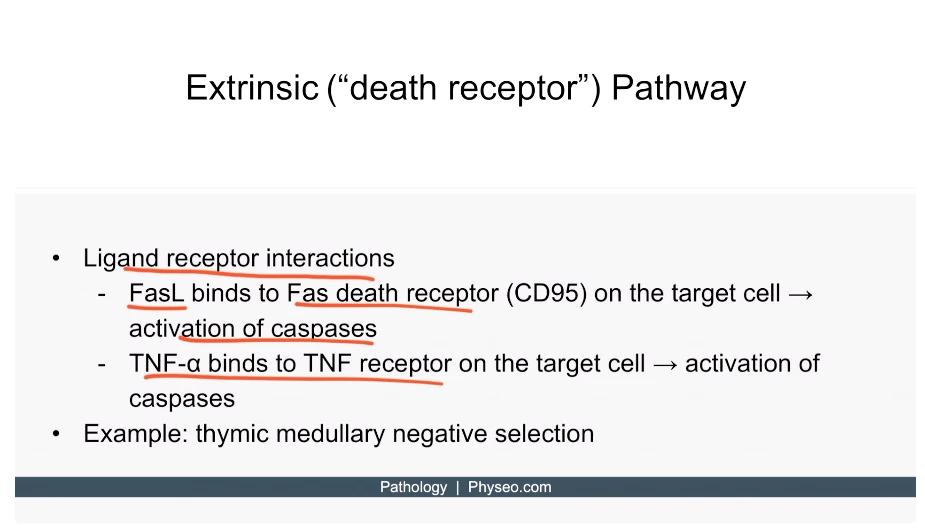 Extrinsic (“death receptor”) Pathway
• Ligand receptor interactions
- FasL binds to Fas death receptor (CD95) on the target cell →
activation of caspases
- TNF-α binds to TNF receptor on the target cell → activation of
caspases
• Example: thymic medullary negative selection
Pathology | Physeo.com